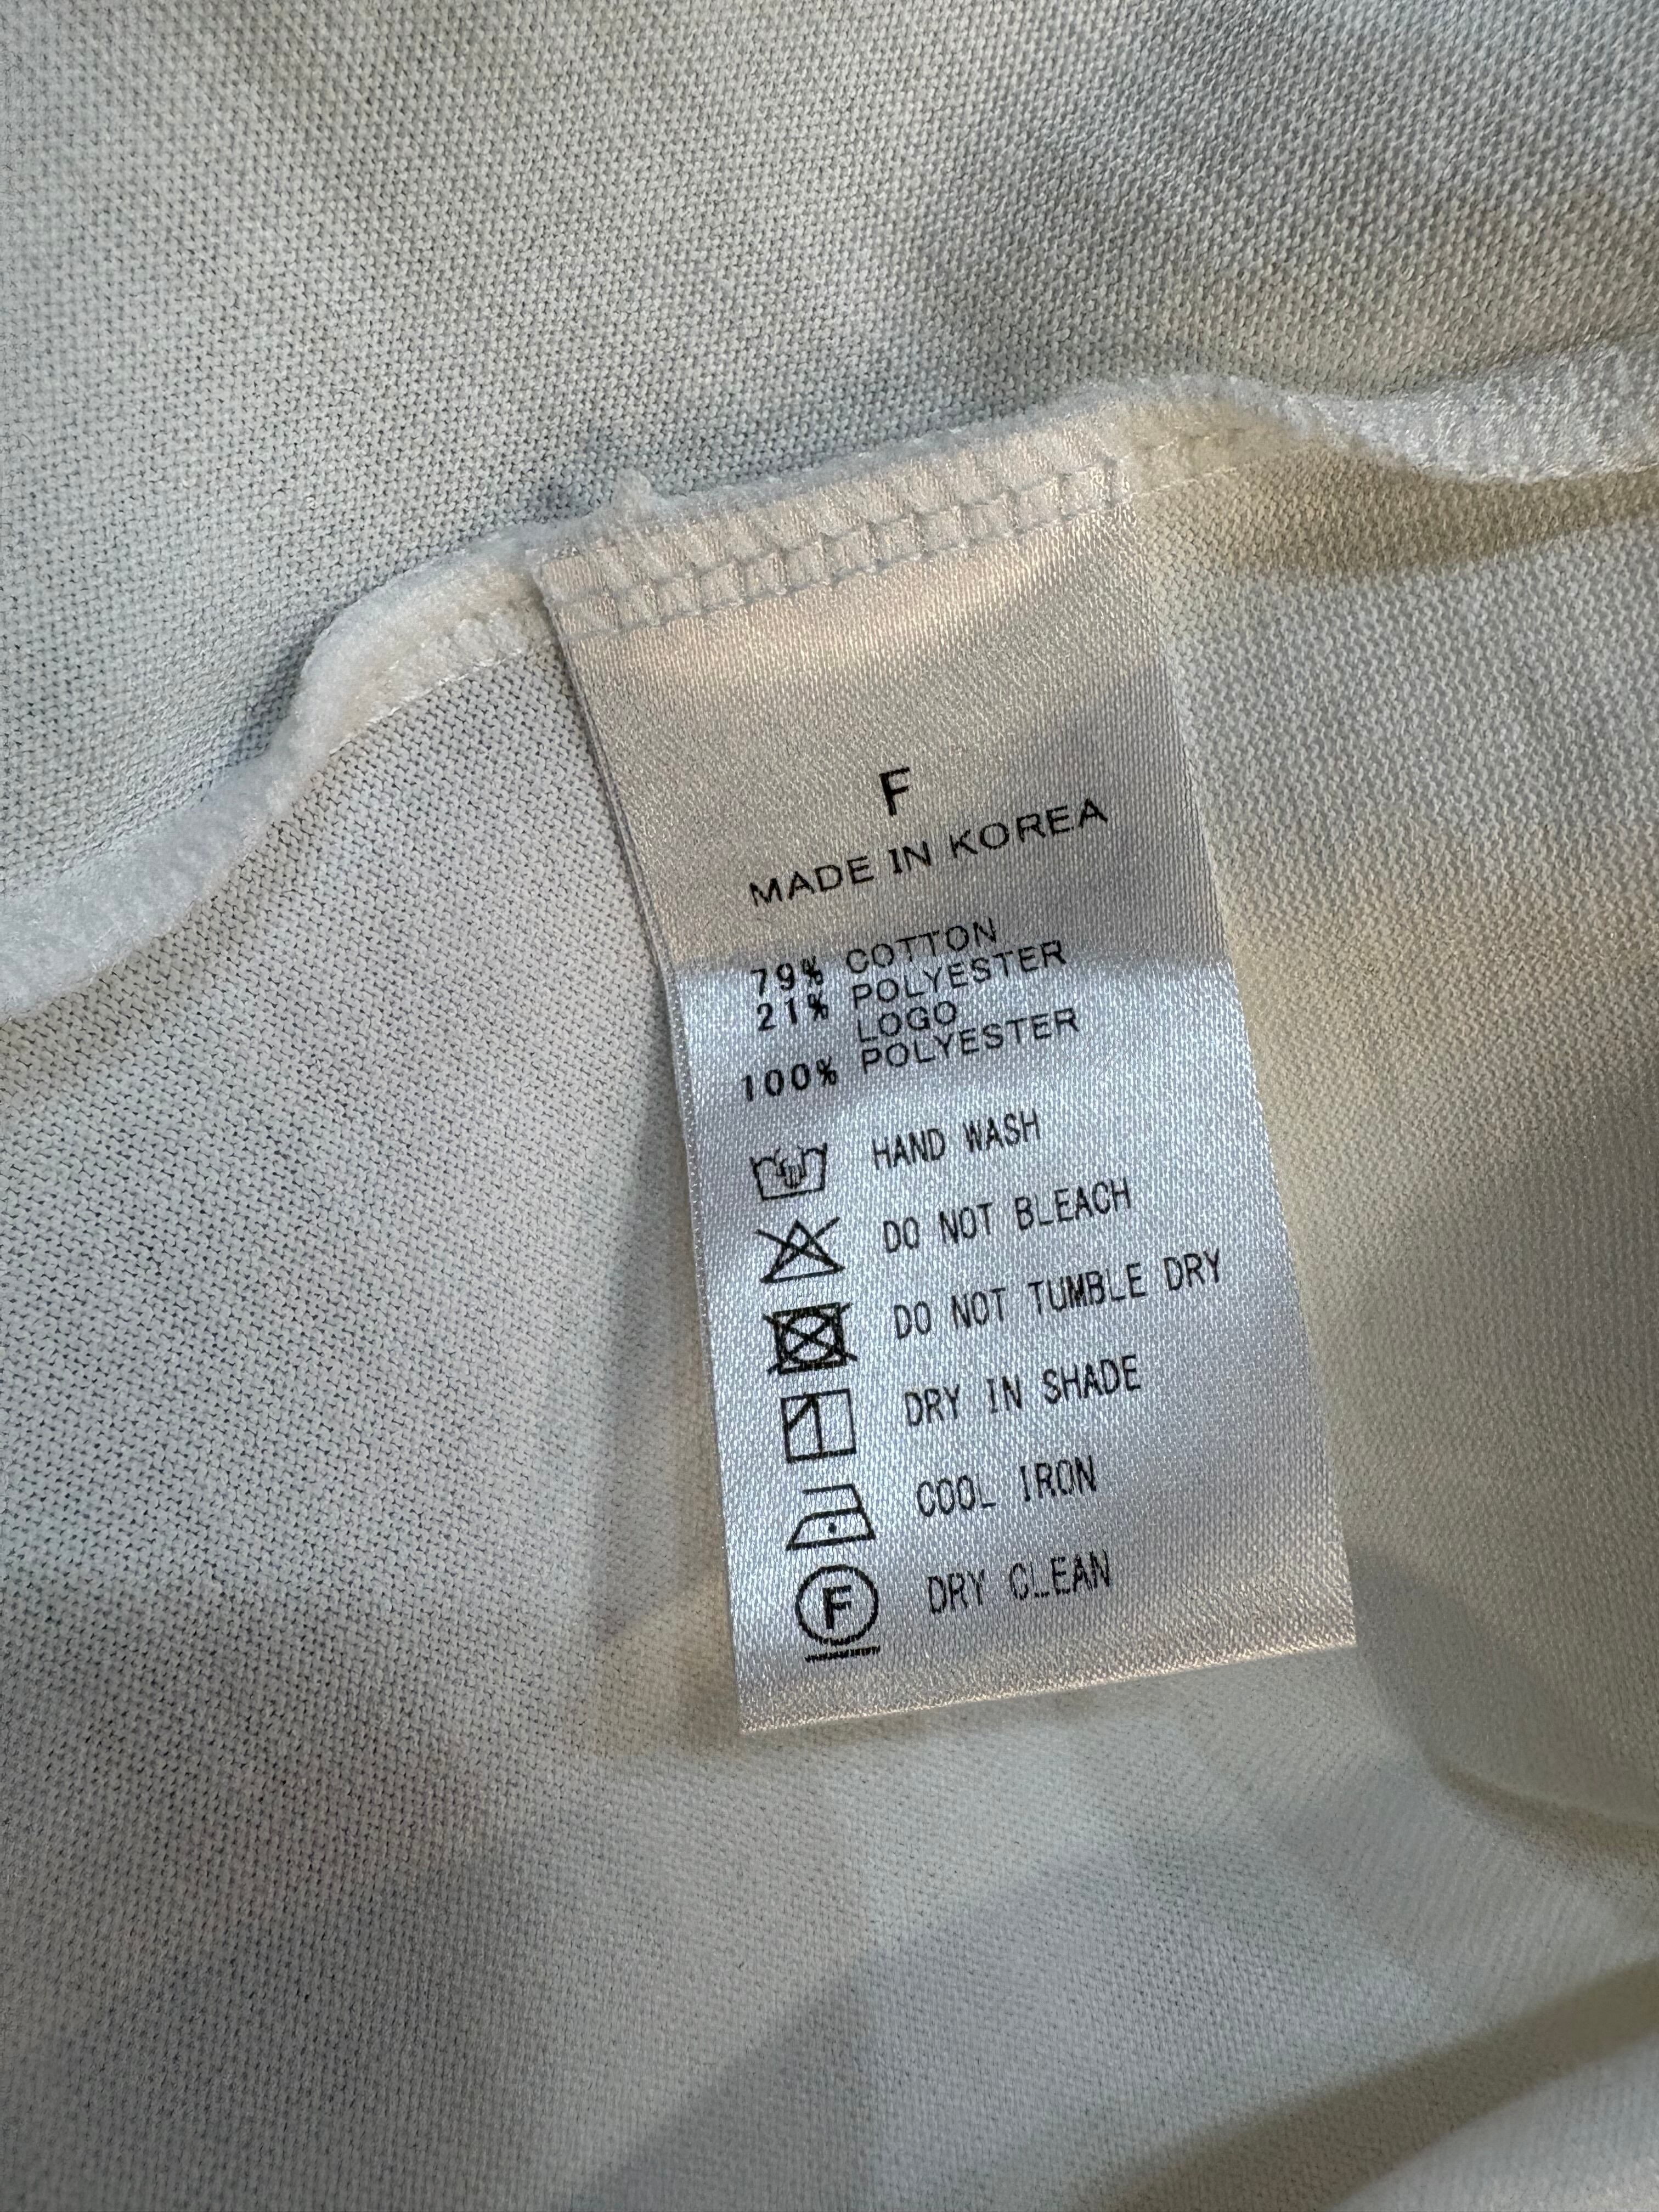 F
MADE IN KOREA
79% COTTON
21% POLYESTER
LOGO
100% POLYESTER
HAND WASH
DO NOT BLEACH
DO NOT TUMBLE DRY
DRY IN SHADE
COOL IRON
F DRY CLEAN